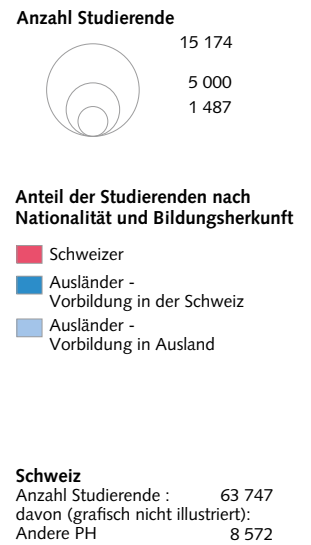 Anzahl Studierende
15 174
5 000
1 487
Anteil der Studierenden nach
Nationalität und Bildungsherkunft
Schweizer
Ausländer -
Vorbildung in der Schweiz
Ausländer -
Vorbildung in Ausland
Schweiz
Anzahl Studierende : 63 747
davon (grafisch nicht illustriert):
Andere PH 8 572